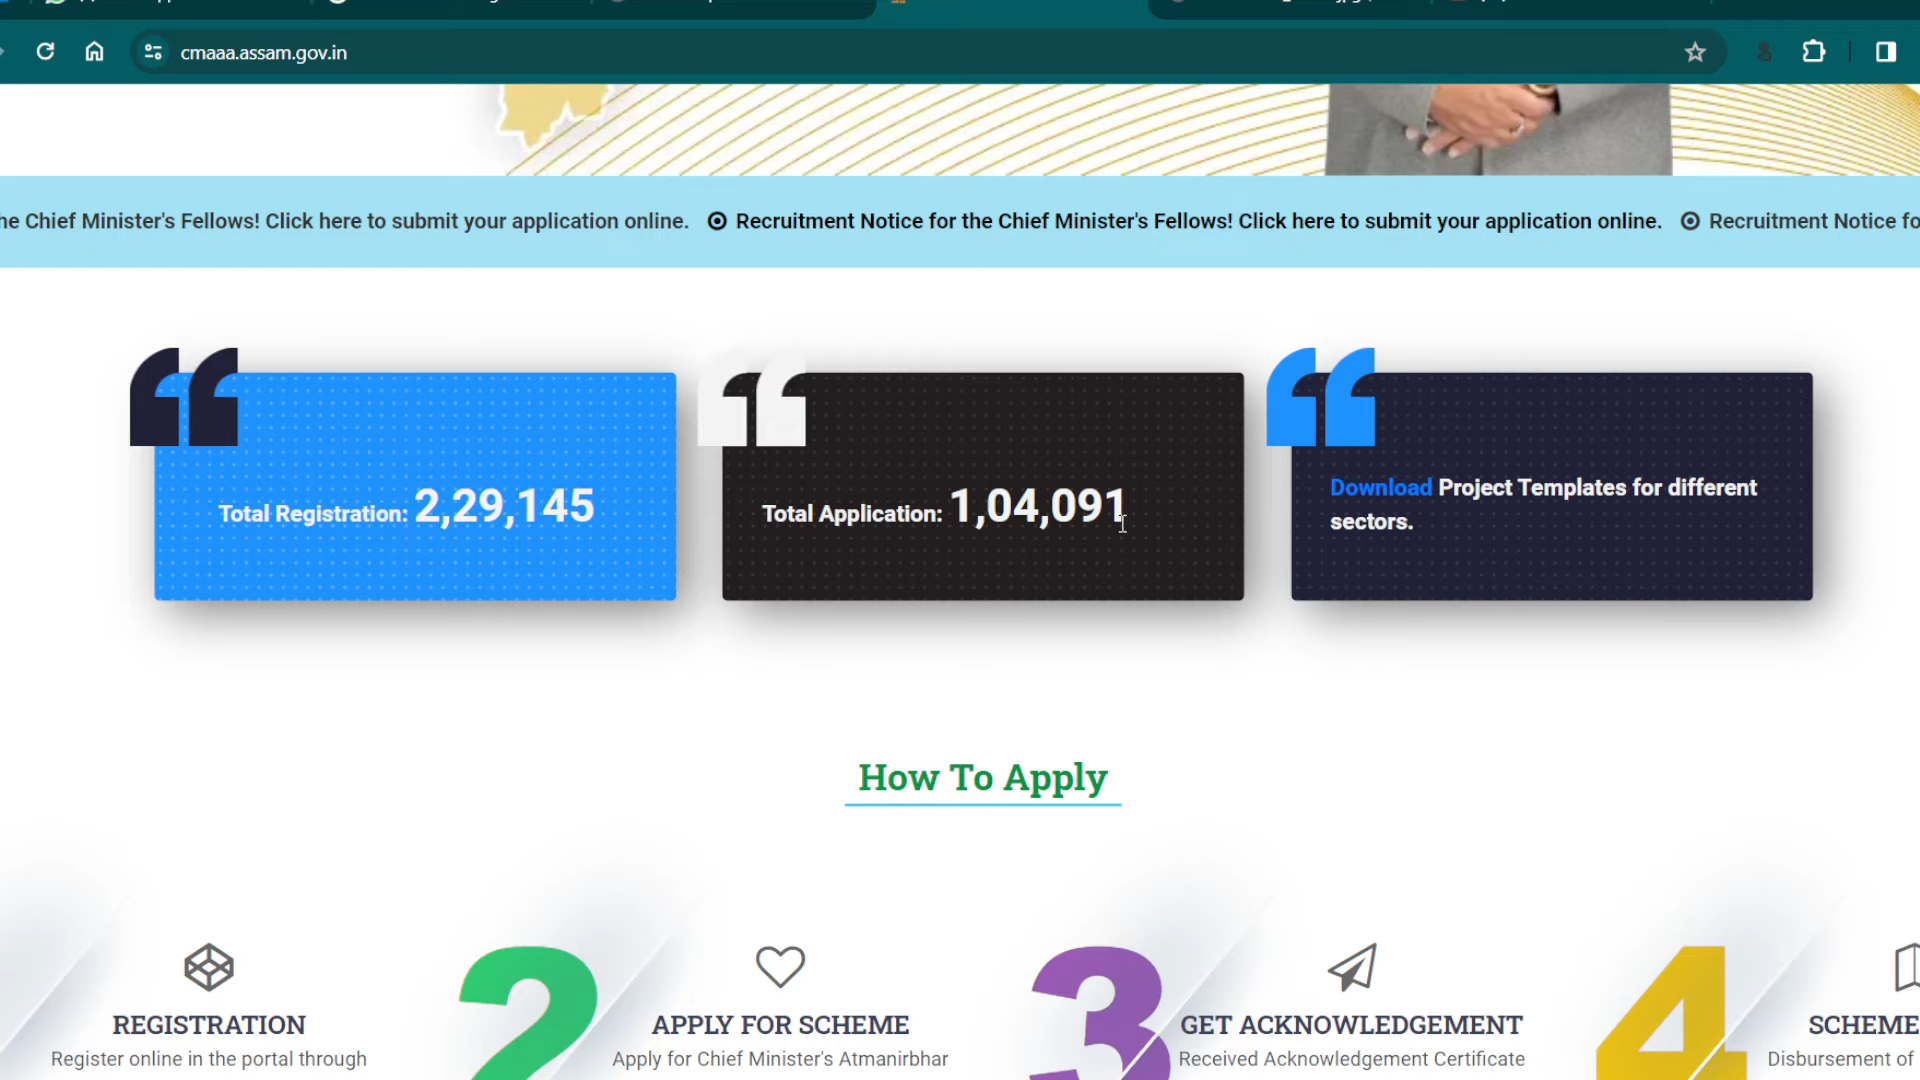 cmaaa.assam.gov.in
he Chief Minister's Fellows! Click here to submit your application online. Recruitment Notice for the Chief Minister's Fellows! Click here to submit your application online. Recruitment Notice fo
Total Registration: 2,29,145
Total Application: 1,04,091
Download Project Templates for different
sectors.
How To Apply
REGISTRATION
Register online in the portal through
2
APPLY FOR SCHEME
Apply for Chief Minister's Atmanirbhar
3
GET ACKNOWLEDGEMENT
Received Acknowledgement Certificate
4
SCHEME
Disbursement of